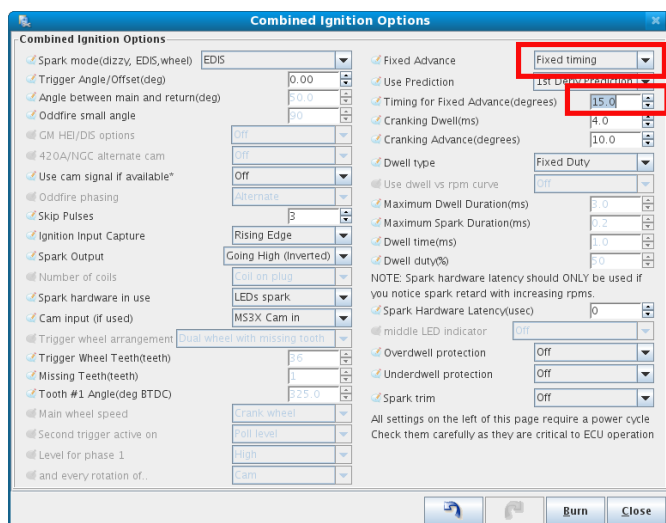 Combined Ignition Options
Combined Ignition Options
Spark mode(dizzy, EDIS,wheel) EDIS
Trigger Angle/Offset(deg) 0.00
Angle between main and return(deg) 50.0
Oddfire small angle 90
GM HEI/DIS options Off
420A/NGC alternate cam Off
Use cam signal if available* Off
Oddfire phasing Alternate
Skip Pulses 3
Ignition Input Capture Rising Edge
Spark Output Going High (Inverted)
Number of coils Coil on plug
Spark hardware in use LEDs spark
Cam input (if used) MS3X Cam in
Trigger wheel arrangement Dual wheel with missing tooth
Trigger Wheel Teeth(teeth) 36
Missing Teeth(teeth) 1
Tooth #1 Angle(deg BTDC) 325.0
Main wheel speed Crank wheel
Second trigger active on Poll level
Level for phase 1 High
and every rotation of.. Cam
Fixed Advance Fixed timing
Use Prediction 1st Deriv Prediction
Timing for Fixed Advance(degrees) 15.0
Cranking Dwell(ms) 4.0
Cranking Advance(degrees) 10.0
Dwell type Fixed Duty
Use dwell vs rpm curve Off
Maximum Dwell Duration(ms) 3.0
Maximum Spark Duration(ms) 0.2
Dwell time(ms) 1.0
Dwell duty(%) 50
NOTE: Spark hardware latency should ONLY be used if
you notice spark retard with increasing rpms.
Spark Hardware Latency(usec) 0
middle LED indicator Off
Overdwell protection Off
Underdwell protection Off
Spark trim Off
All settings on the left of this page require a power cycle
Check them carefully as they are critical to ECU operation
Burn Close